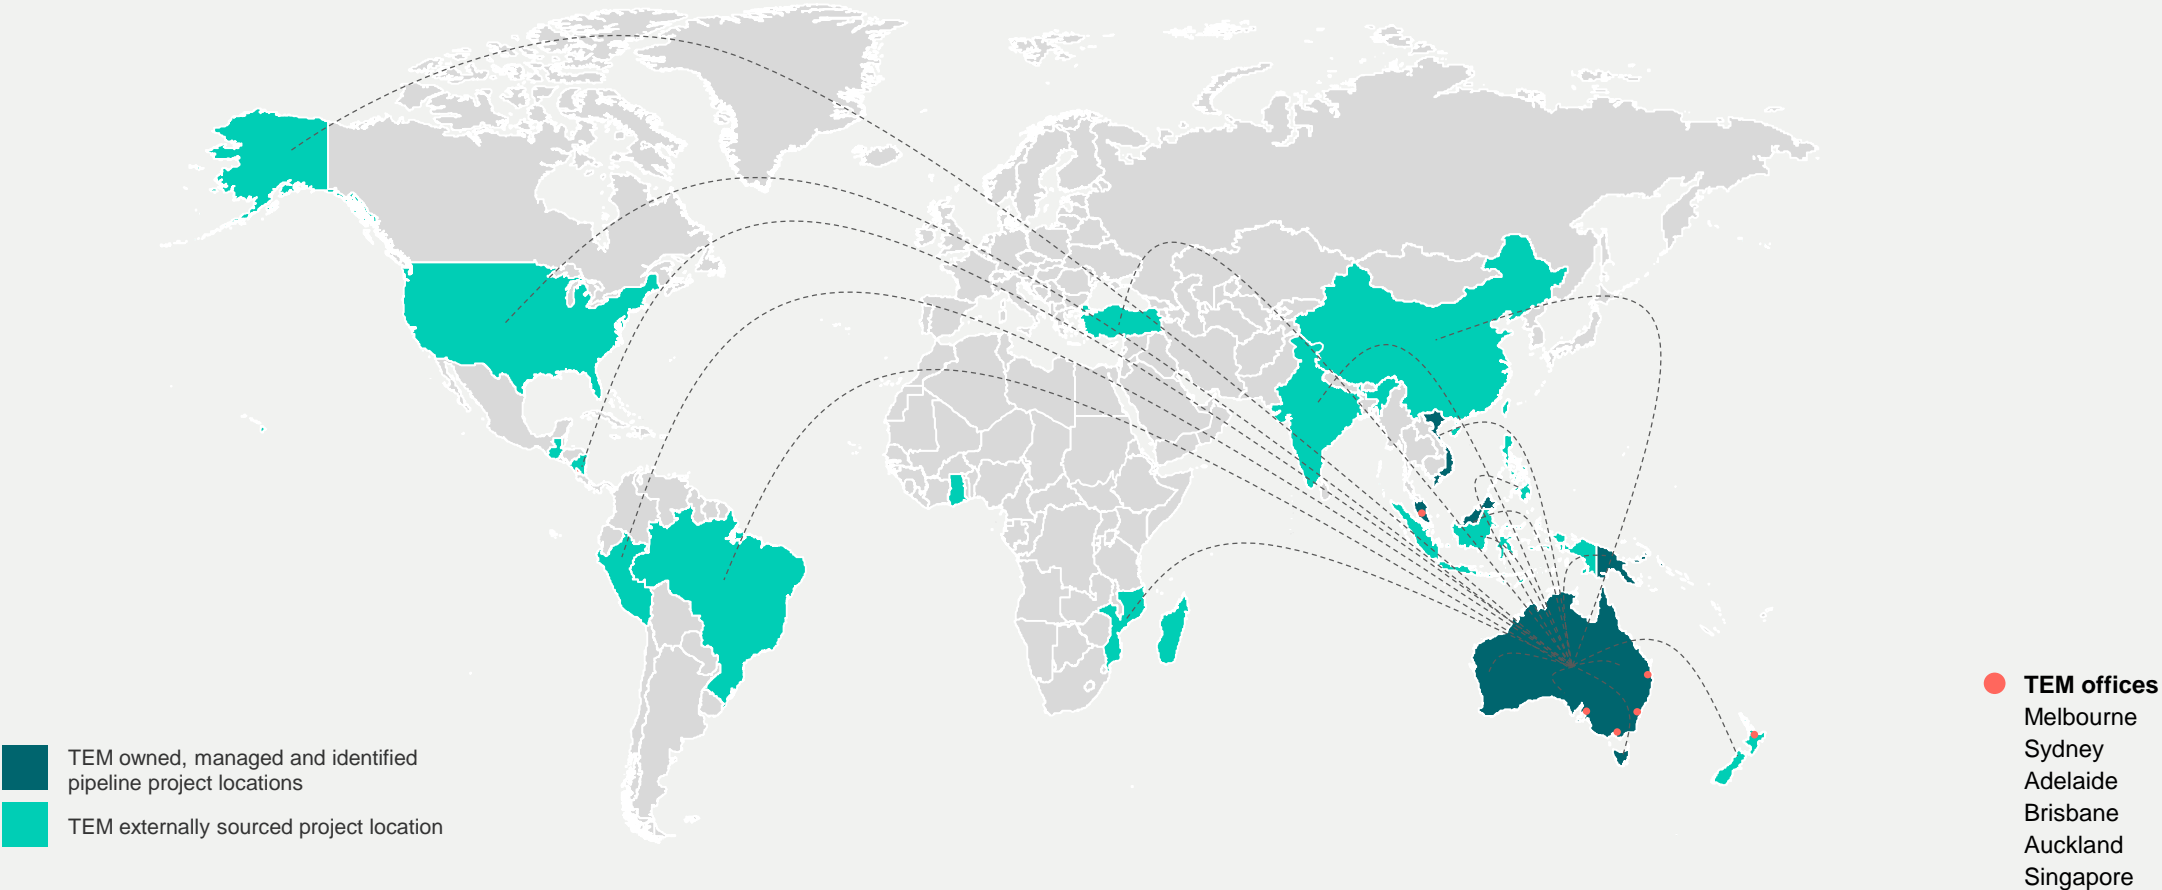 TEM owned, managed and identified
pipeline project locations
TEM externally sourced project location
TEM offices
Melbourne
Sydney
Adelaide
Brisbane
Auckland
Singapore